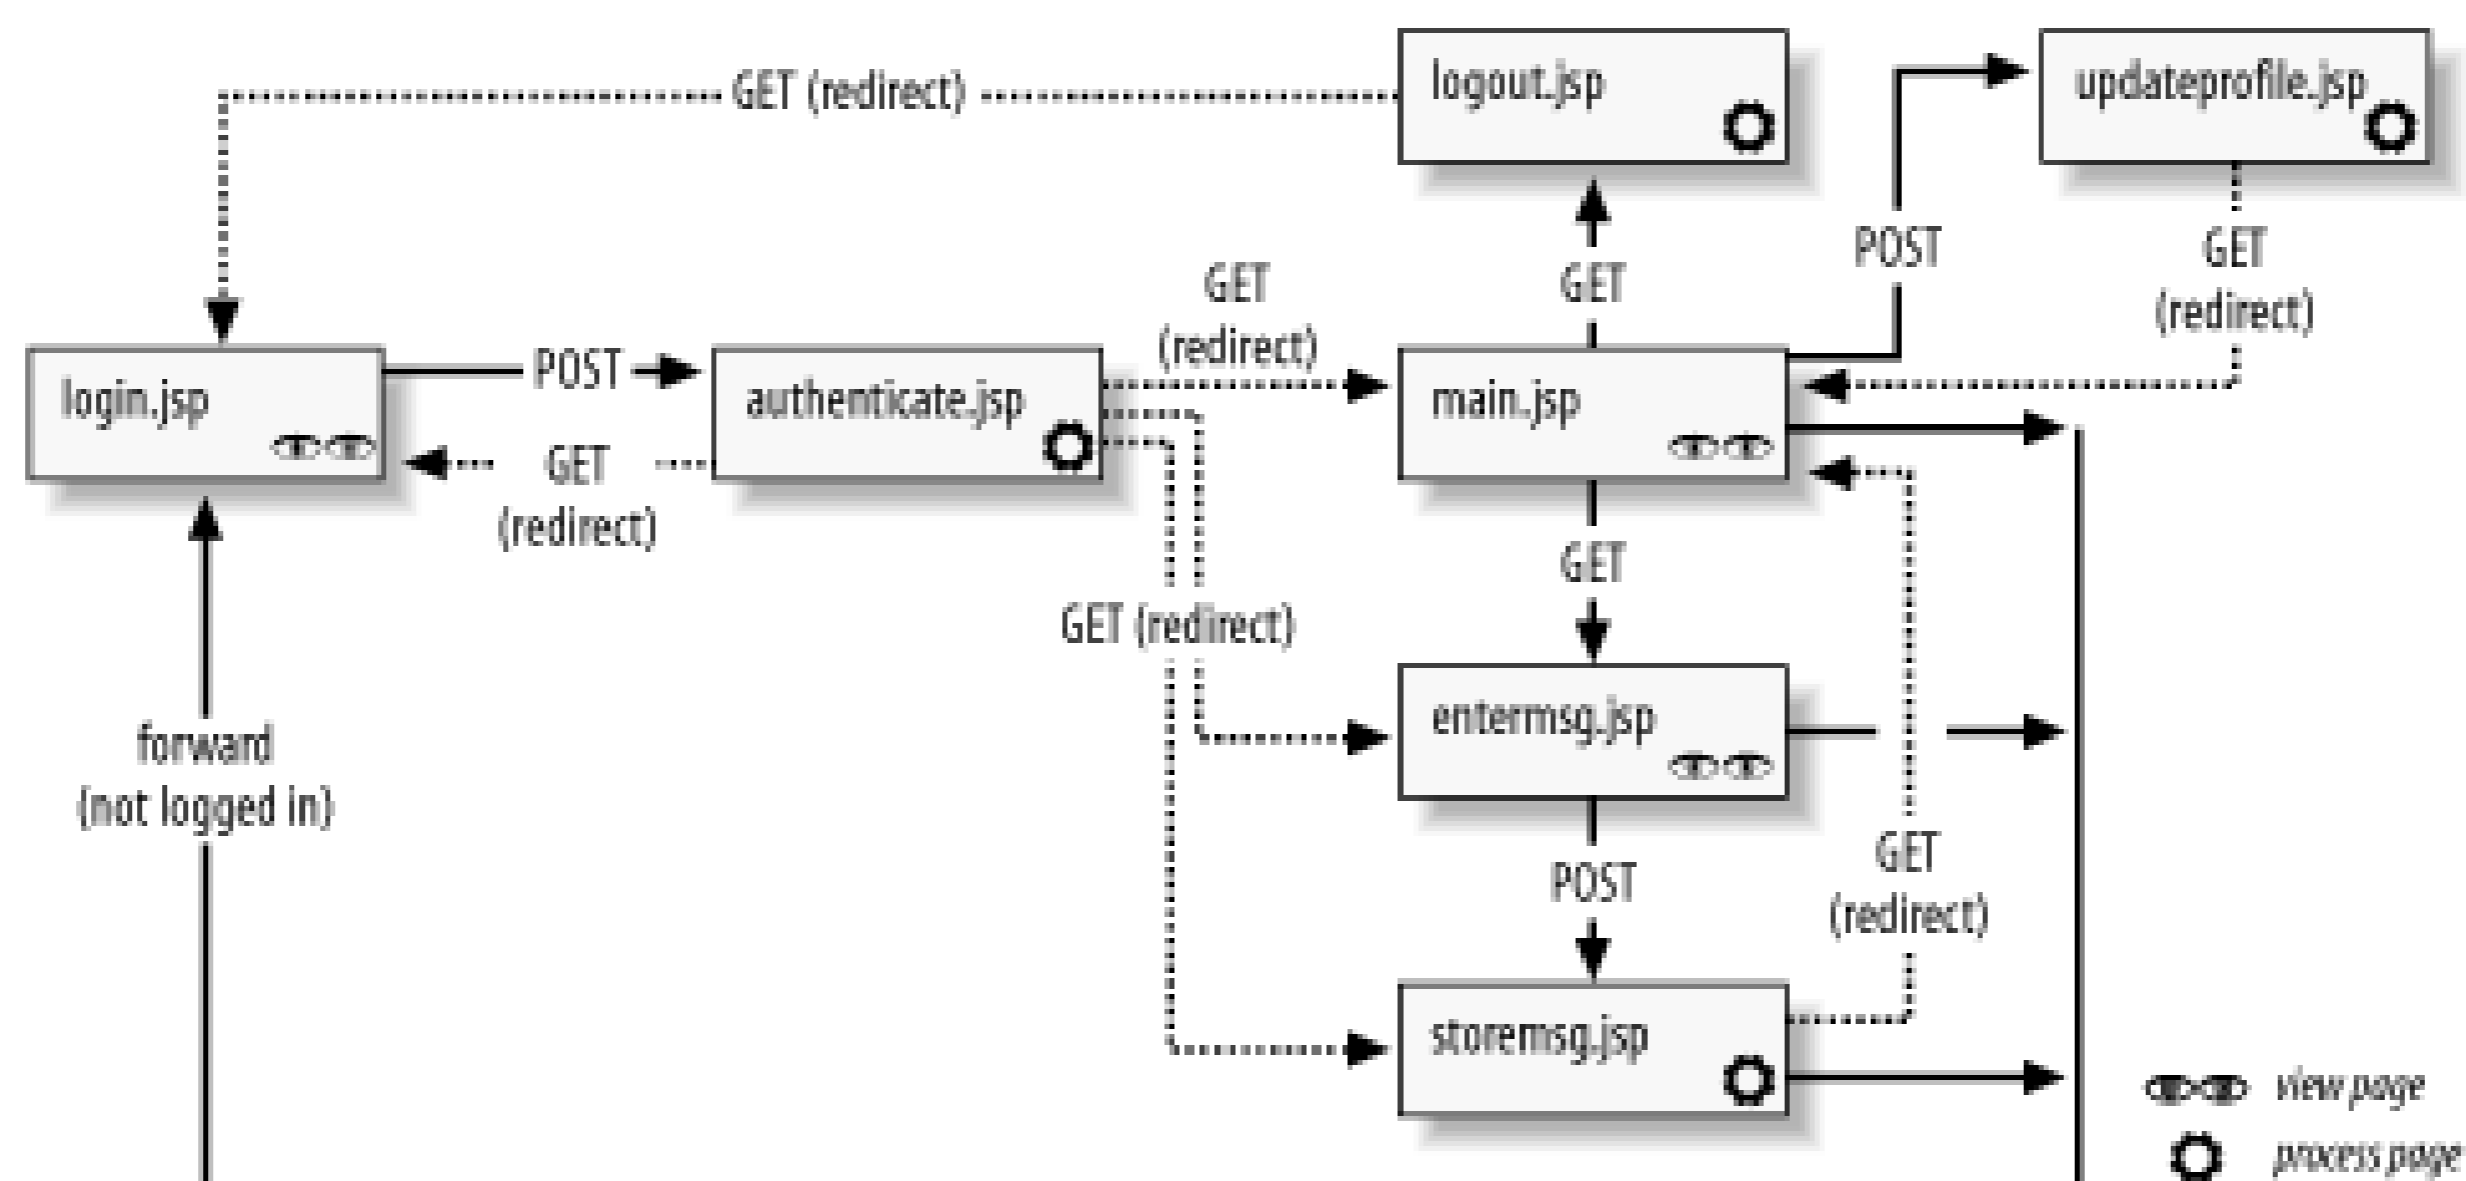 GET (redirect)
logout.jsp
updateprofile.jsp
POST
GET
(redirect)
GET
GET
(redirect)
login.jsp
POST
authenticate.jsp
main.jsp
GET
(redirect)
GET
GET (redirect)
entermsg.jsp
forward
(not logged in)
POST
GET
(redirect)
storemsg.jsp
view page
process page